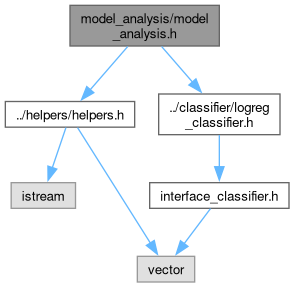 model_analysis/model
_analysis.h
../helpers/helpers.h
../classifier/logreg
_classifier.h
istream
interface_classifier.h
vector